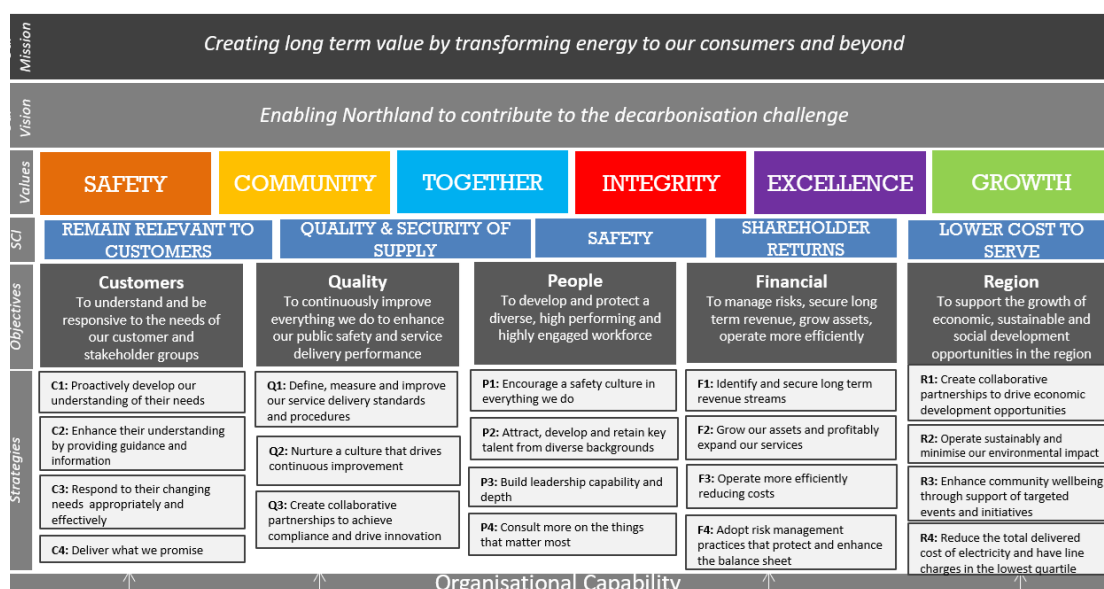 Mission
Creating long term value by transforming energy to our consumers and beyond
Vision
Enabling Northland to contribute to the decarbonisation challenge
Values
SAFETY
COMMUNITY
TOGETHER
INTEGRITY
EXCELLENCE
GROWTH
SCI
REMAIN RELEVANT TO
CUSTOMERS
QUALITY & SECURITY OF
SUPPLY
SAFETY
SHAREHOLDER
RETURNS
LOWER COST TO
SERVE
Objectives
Customers
To understand and be
responsive to the needs of
our customer and
stakeholder groups
Quality
To continuously improve
everything we do to enhance
our public safety and service
delivery performance
People
To develop and protect a
diverse, high performing and
highly engaged workforce
Financial
To manage risks, secure long
term revenue, grow assets,
operate more efficiently
Region
To support the growth of
economic, sustainable and
social development
opportunities in the region
Strategies
C1: Proactively develop our
understanding of their needs
C2: Enhance their understanding
by providing guidance and
information
C3: Respond to their changing
needs appropriately and
effectively
C4: Deliver what we promise
Q1: Define, measure and improve
our service delivery standards
and procedures
Q2: Nurture a culture that drives
continuous improvement
Q3: Create collaborative
partnerships to achieve
compliance and drive innovation
P1: Encourage a safety culture in
everything we do
P2: Attract, develop and retain key
talent from diverse backgrounds
P3: Build leadership capability and
depth
P4: Consult more on the things
that matter most
F1: Identify and secure long term
revenue streams
F2: Grow our assets and profitably
expand our services
F3: Operate more efficiently
reducing costs
F4: Adopt risk management
practices that protect and enhance
the balance sheet
R1: Create collaborative
partnerships to drive economic
development opportunities
R2: Operate sustainably and
minimise our environmental impact
R3: Enhance community wellbeing
through support of targeted
events and initiatives
R4: Reduce the total delivered
cost of electricity and have line
charges in the lowest quartile
Organisational Capability